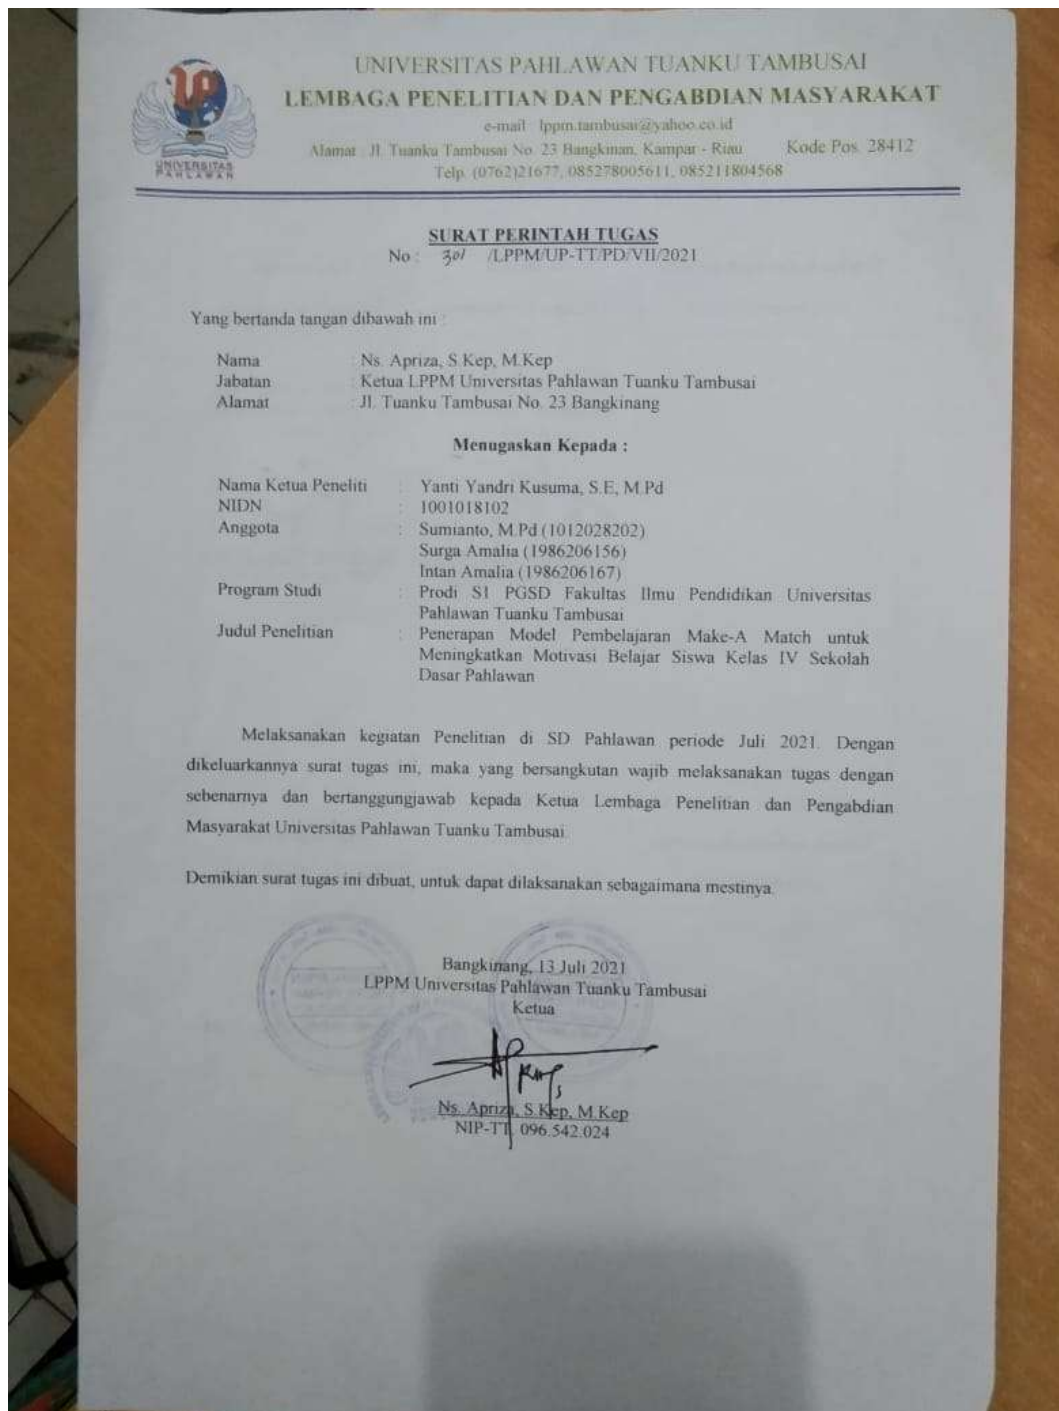 UNIVERSITAS PAHLAWAN TUANKU TAMBUSAI
LEMBAGA PENELITIAN DAN PENGABDIAN MASYARAKAT
e-mail : lppm.tambusai@yahoo.co.id
Alamat : Jl. Tuanku Tambusai No. 23 Bangkinan, Kampar - Riau Kode Pos. 28412
Telp. (0762)21677, 085278005611, 085211804568
UNIVERSITAS
PAHLAWAN
SURAT PERINTAH TUGAS
No : 301 /LPPM/UP-TT/PD/VII/2021
Yang bertanda tangan dibawah ini :
Nama : Ns. Apriza, S.Kep, M.Kep
Jabatan : Ketua LPPM Universitas Pahlawan Tuanku Tambusai
Alamat : Jl. Tuanku Tambusai No. 23 Bangkinang
Menugaskan Kepada :
Nama Ketua Peneliti : Yanti Yandri Kusuma, S.E, M.Pd
NIDN : 1001018102
Anggota : Sumianto, M.Pd (1012028202)
Surga Amalia (1986206156)
Intan Amalia (1986206167)
Program Studi : Prodi S1 PGSD Fakultas Ilmu Pendidikan Universitas
Pahlawan Tuanku Tambusai
Judul Penelitian : Penerapan Model Pembelajaran Make-A Match untuk
Meningkatkan Motivasi Belajar Siswa Kelas IV Sekolah
Dasar Pahlawan
Melaksanakan kegiatan Penelitian di SD Pahlawan periode Juli 2021. Dengan
dikeluarkannya surat tugas ini, maka yang bersangkutan wajib melaksanakan tugas dengan
sebenarnya dan bertanggungjawab kepada Ketua Lembaga Penelitian dan Pengabdian
Masyarakat Universitas Pahlawan Tuanku Tambusai.
Demikian surat tugas ini dibuat, untuk dapat dilaksanakan sebagaimana mestinya.
Bangkinang, 13 Juli 2021
LPPM Universitas Pahlawan Tuanku Tambusai
Ketua
Ns. Apriza, S.Kep, M.Kep
NIP-TT. 096.542.024